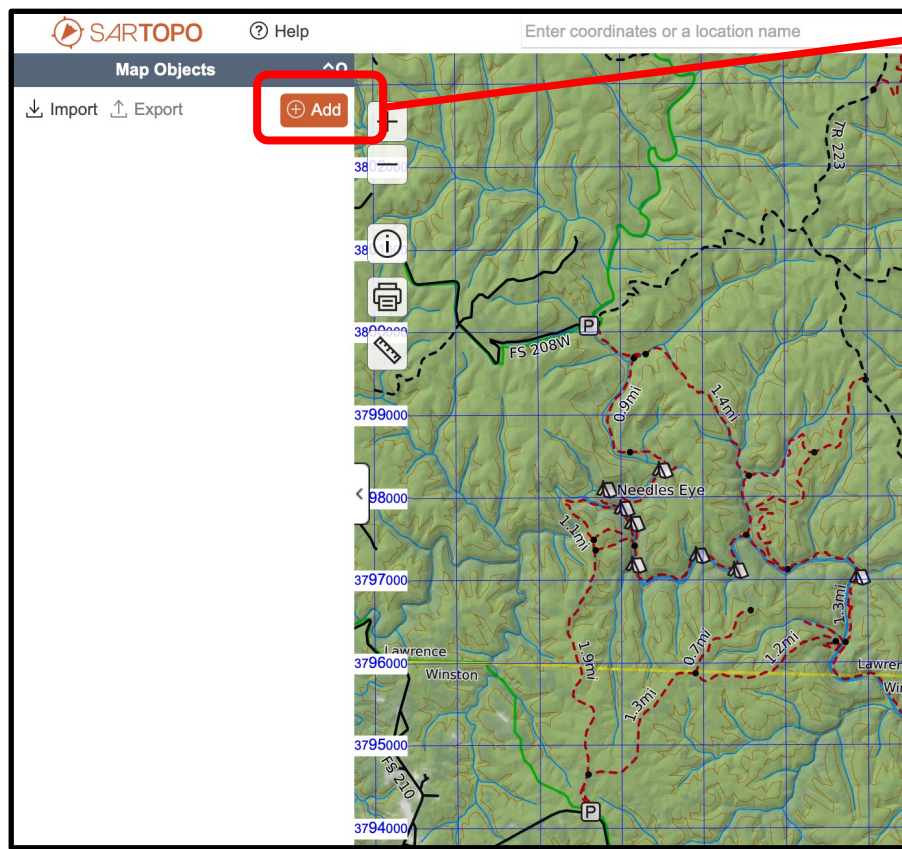 SARTOPO
Help
Enter coordinates or a location name
Map Objects
Import
Export
Add
TR 223
P
FS 208W
3799000
0.9mi
1.4mi
Needles Eye
98000
1.1mi
3797000
1.3mi
0.7mi
1.2mi
1.9mi
Lawrence
3796000
Winston
Lawren
Wi
1.3mi
3795000
FS 210
P
3794000